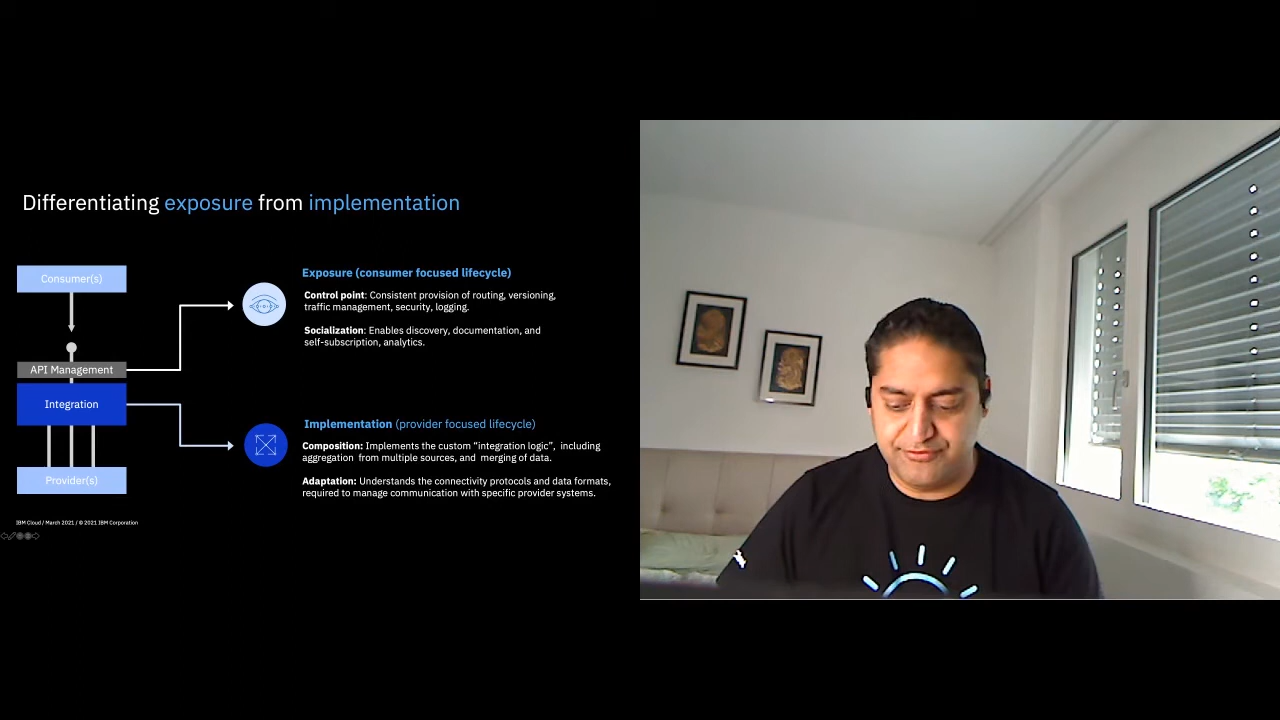 Differentiating exposure from implementation
Consumer(s)
API Management
Integration
Provider(s)
Exposure (consumer focused lifecycle)
Control point: Consistent provision of routing, versioning,
traffic management, security, logging.
Socialization: Enables discovery, documentation, and
self-subscription, analytics.
Implementation (provider focused lifecycle)
Composition: Implements the custom “integration logic”, including
aggregation from multiple sources, and merging of data.
Adaptation: Understands the connectivity protocols and data formats,
required to manage communication with specific provider systems.
IBM Cloud / March 2021 / © 2021 IBM Corporation